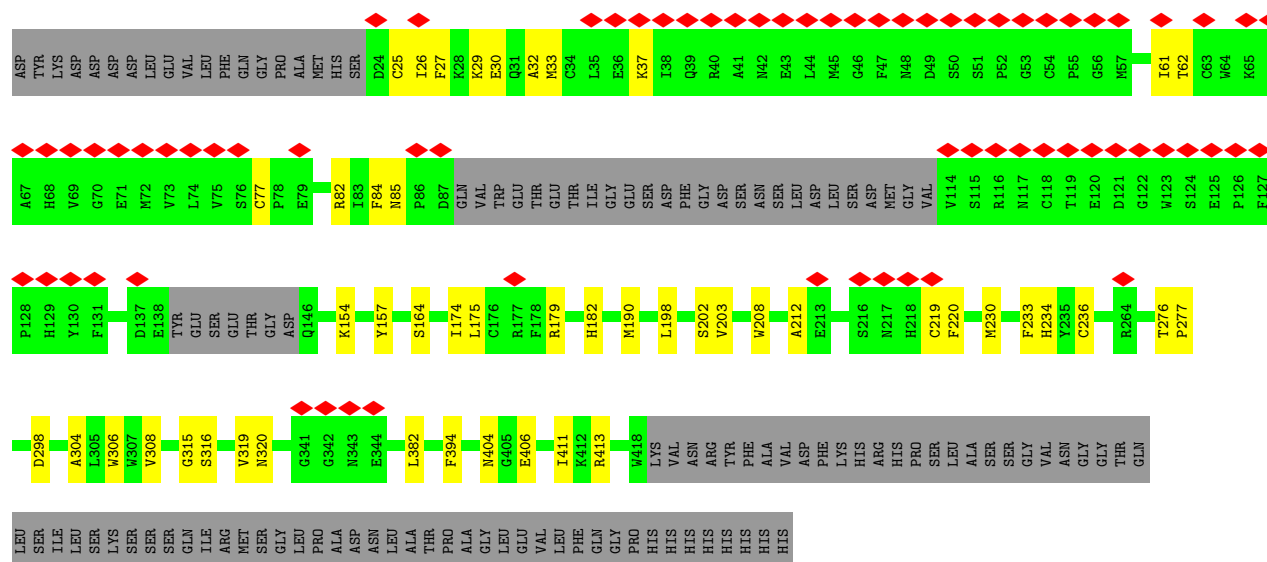 ASP TYR LYS ASP ASP ASP ASP LEU GLU VAL LEU PHE GLN GLY PRO ALA MET HIS SER D24 C25 I26 F27 K28 K29 E30 Q31 A32 M33 C34 L35 E36 K37 I38 Q39 R40 A41 N42 E43 L44 M45 G46 F47 N48 D49 S50 S51 P52 G53 C54 P55 G56 M57 I61 T62 C63 W64 K65
A67 H68 V69 G70 E71 M72 V73 L74 V75 S76 C77 P78 E79 R82 I83 F84 N85 P86 D87 GLN VAL TRP GLU THR GLU THR ILE GLY GLU SER ASP PHE GLY ASP SER ASN SER LEU ASP LEU SER ASP MET GLY VAL V114 S115 R116 N117 C118 T119 E120 D121 G122 W123 S124 E125 P126 F127
P128 H129 Y130 F131 D137 E138 TYR GLU SER GLU THR GLY ASP Q146 K154 Y157 S164 I174 L175 C176 R177 F178 R179 H182 M190 L198 S202 V203 W208 A212 E213 S216 N217 H218 C219 F220 M230 F233 H234 Y235 C236 R264 T276 P277
D298 A304 L305 W306 W307 V308 G315 S316 V319 N320 G341 G342 N343 E344 L382 F394 N404 G405 E406 I411 K412 R413 W418 LYS VAL ASN ARG TYR PHE ALA VAL ASP PHE LYS HIS ARG HIS PRO SER LEU ALA SER SER GLY VAL ASN GLY GLY THR GLN
LEU SER ILE LEU SER LYS SER SER SER GLN ILE ARG MET SER GLY LEU PRO ALA ASP ASN LEU ALA THR PRO ALA GLY LEU GLU VAL LEU PHE GLN GLY PRO HIS HIS HIS HIS HIS HIS HIS HIS